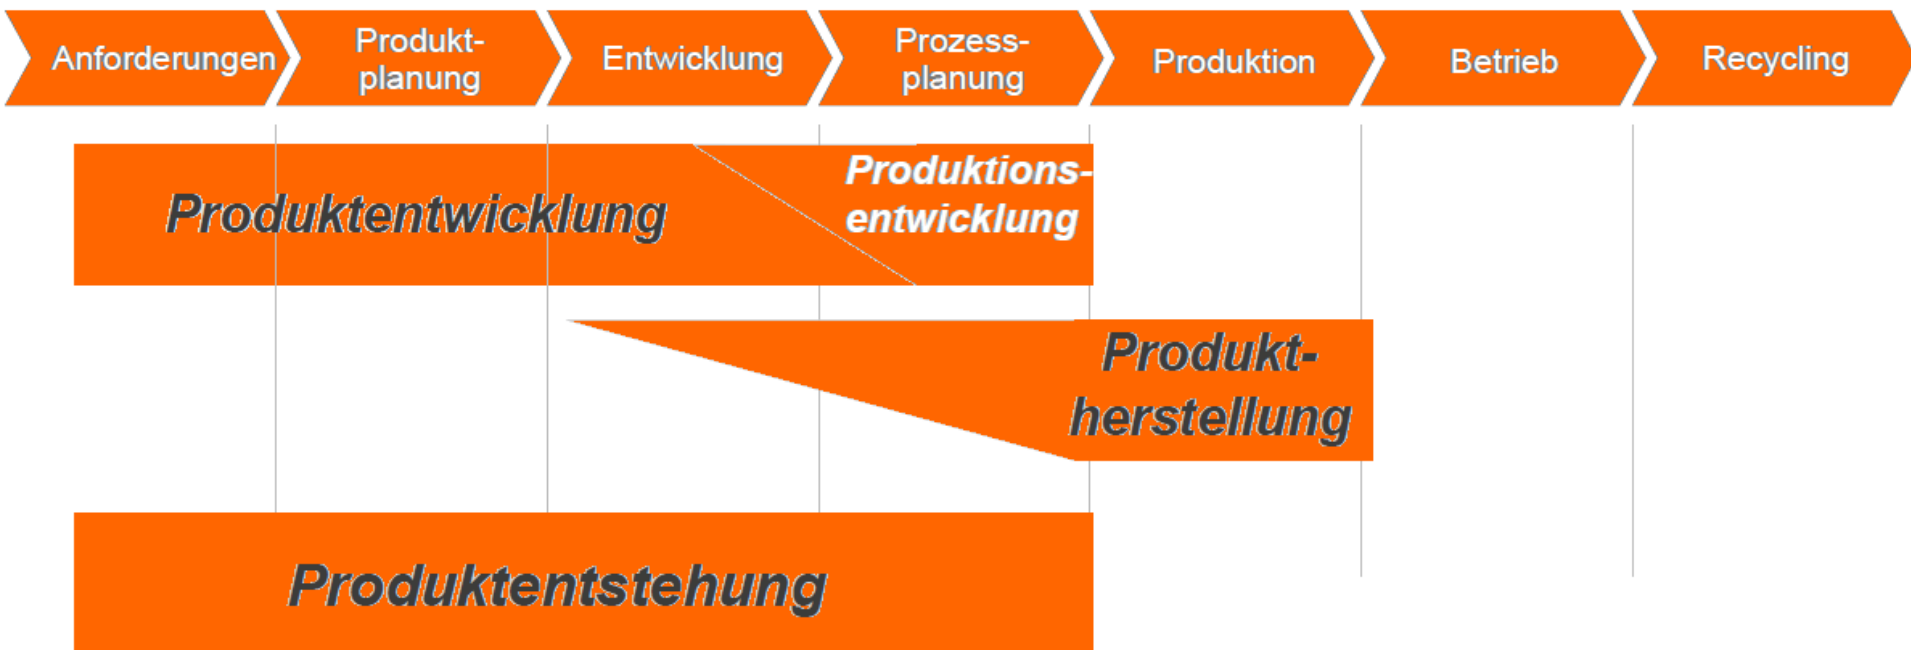 Anforderungen
Produkt-
planung
Entwicklung
Prozess-
planung
Produktion
Betrieb
Recycling
Produktentwicklung
Produktions-
entwicklung
Produkt-
herstellung
Produktentstehung